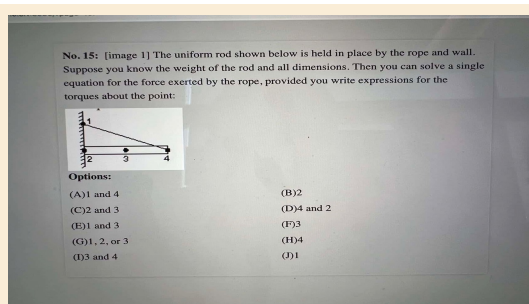 No. 15: [image 1] The uniform rod shown below is held in place by the rope and wall.
Suppose you know the weight of the rod and all dimensions. Then you can solve a single
equation for the force exerted by the rope, provided you write expressions for the
torques about the point:
1
2 3 4
Options:
(A)1 and 4 (B)2
(C)2 and 3 (D)4 and 2
(E)1 and 3 (F)3
(G)1, 2, or 3 (H)4
(I)3 and 4 (J)1